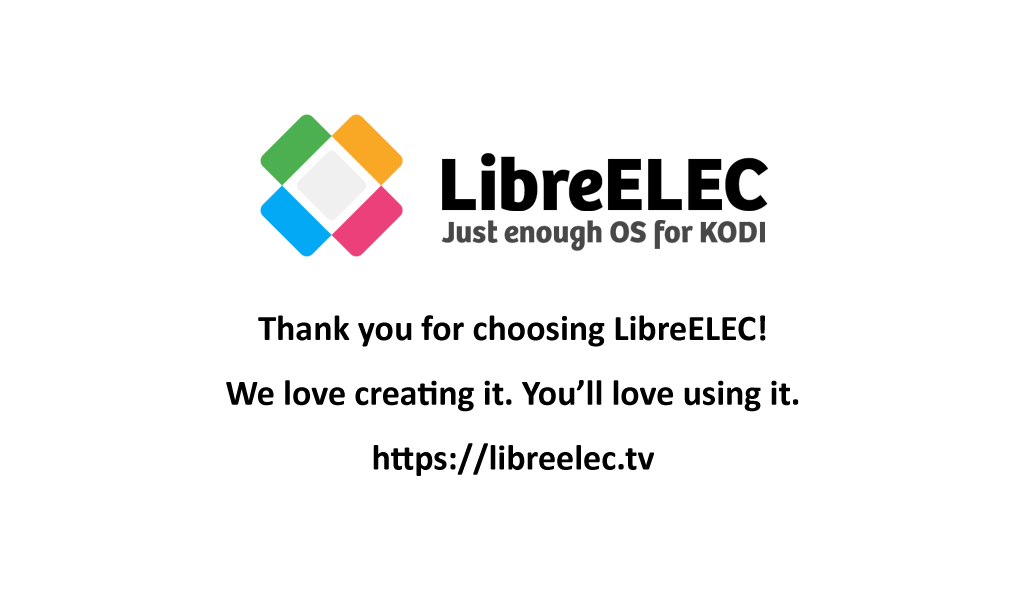 LibreELEC
Just enough OS for KODI
Thank you for choosing LibreELEC!
We love creating it. You’ll love using it.
https://libreelec.tv